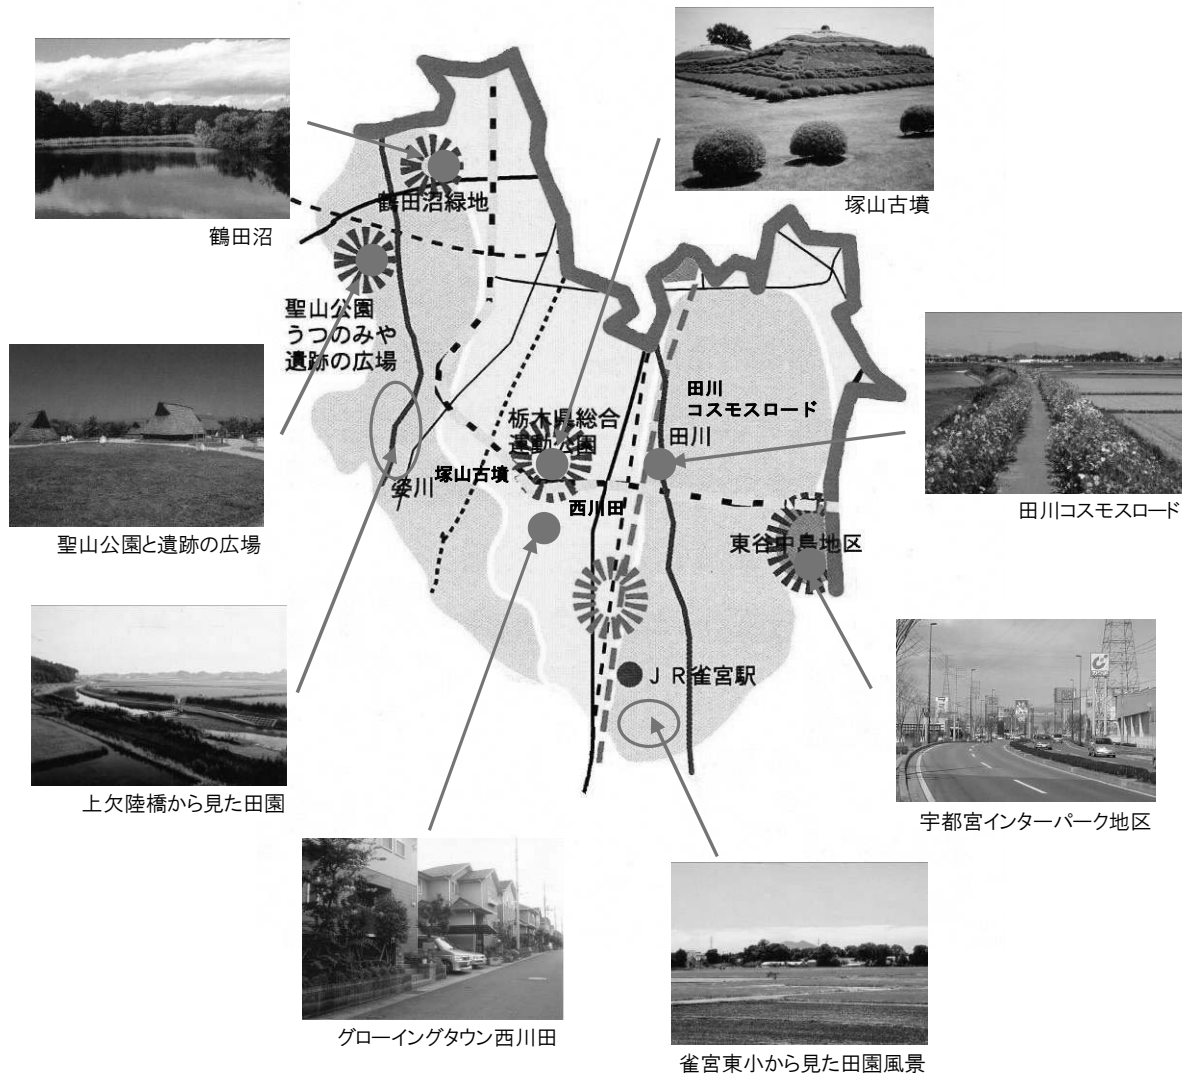 塚山古墳
鶴田沼
鶴田沼緑地
聖山公園
うつのみや
遺跡の広場
田川
コスモスロード
栃木県総合
運動公園
田川
塚山古墳
姿川
西川田
田川コスモスロード
聖山公園と遺跡の広場
東谷中島地区
JR雀宮駅
上欠陸橋から見た田園
宇都宮インターパーク地区
グローイングタウン西川田
雀宮東小から見た田園風景